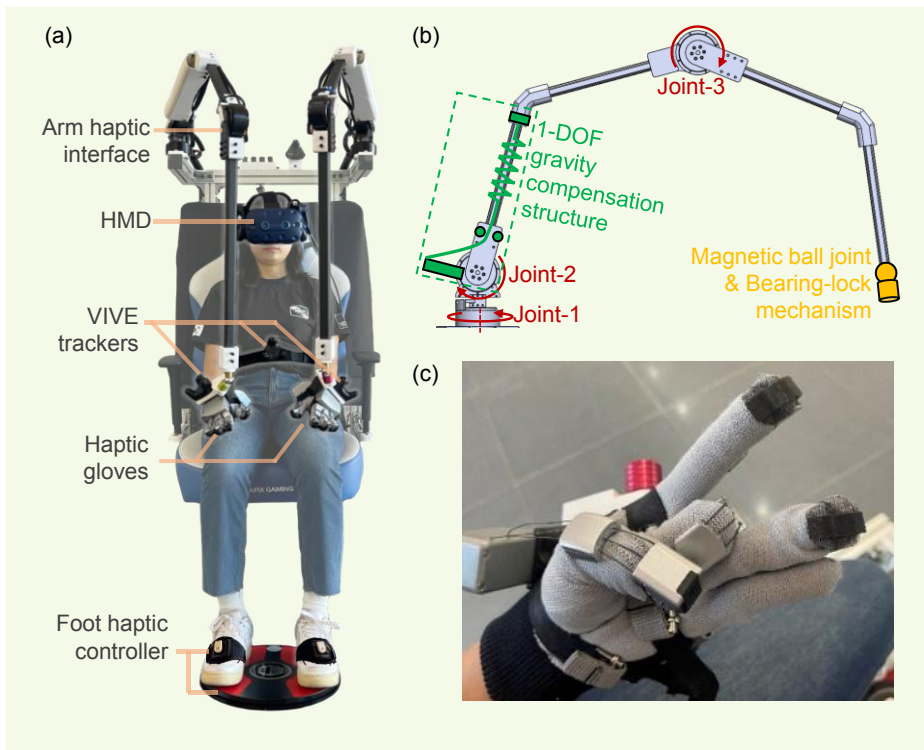 (a)
Arm haptic
interface
HMD
VIVE
trackers
Haptic
gloves
Foot haptic
controller
(b)
Joint-3
1-DOF
gravity
compensation
structure
Joint-2
Joint-1
Magnetic ball joint
& Bearing-lock
mechanism
(c)